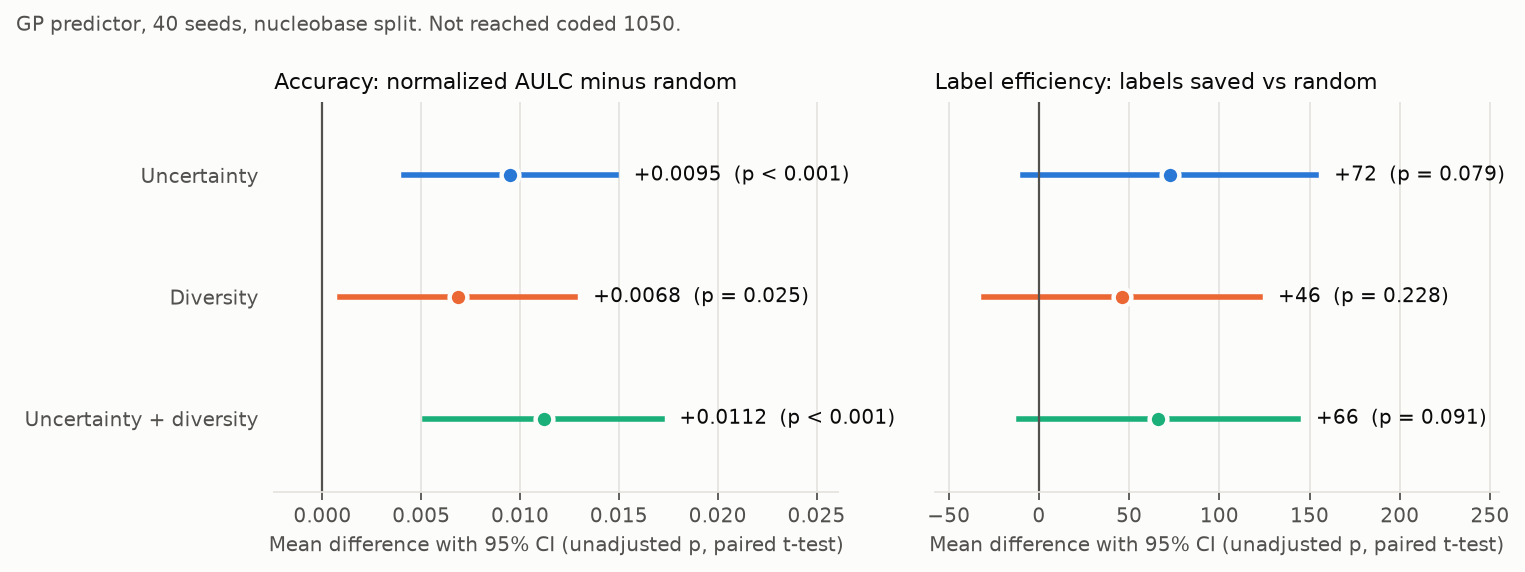 GP predictor, 40 seeds, nucleobase split. Not reached coded 1050.
Accuracy: normalized AULC minus random
Uncertainty
+0.0095 (p < 0.001)
Diversity
+0.0068 (p = 0.025)
Uncertainty + diversity
+0.0112 (p < 0.001)
0.000 0.005 0.010 0.015 0.020 0.025
Mean difference with 95% CI (unadjusted p, paired t-test)
Label efficiency: labels saved vs random
+72 (p = 0.079)
+46 (p = 0.228)
+66 (p = 0.091)
−50 0 50 100 150 200 250
Mean difference with 95% CI (unadjusted p, paired t-test)